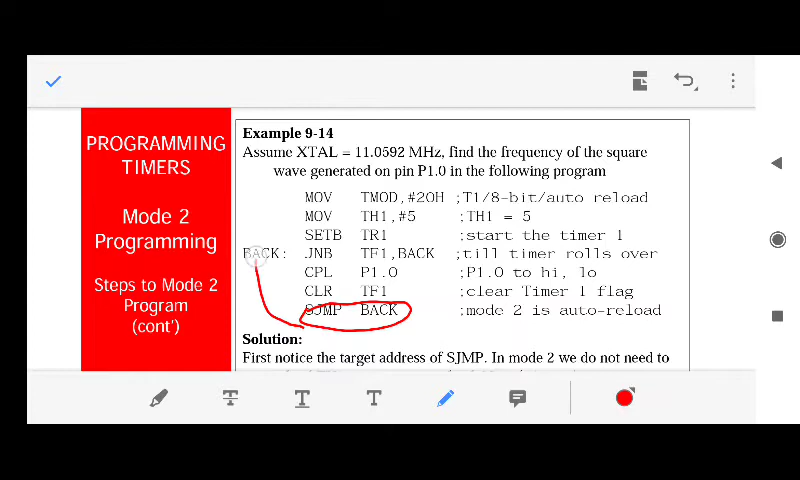 PROGRAMMING
TIMERS
Mode 2
Programming
Steps to Mode 2
Program
(cont')
Example 9-14
Assume XTAL = 11.0592 MHz, find the frequency of the square
wave generated on pin P1.0 in the following program
MOV TMOD,#20H ;T1/8-bit/auto reload
MOV TH1,#5 ;TH1 = 5
SETB TR1 ;start the timer 1
BACK: JNB TF1,BACK ;till timer rolls over
CPL P1.0 ;P1.0 to hi, lo
CLR TF1 ;clear Timer 1 flag
SJMP BACK ;mode 2 is auto-reload
Solution:
First notice the target address of SJMP. In mode 2 we do not need to